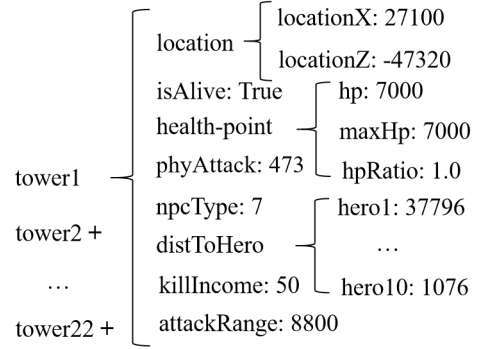 locationX: 27100
location
locationZ: -47320
isAlive: True
hp: 7000
health-point
maxHp: 7000
phyAttack: 473
hpRatio: 1.0
tower1
npcType: 7
hero1: 37796
tower2 +
distToHero
...
...
killIncome: 50
hero10: 1076
tower22 +
attackRange: 8800